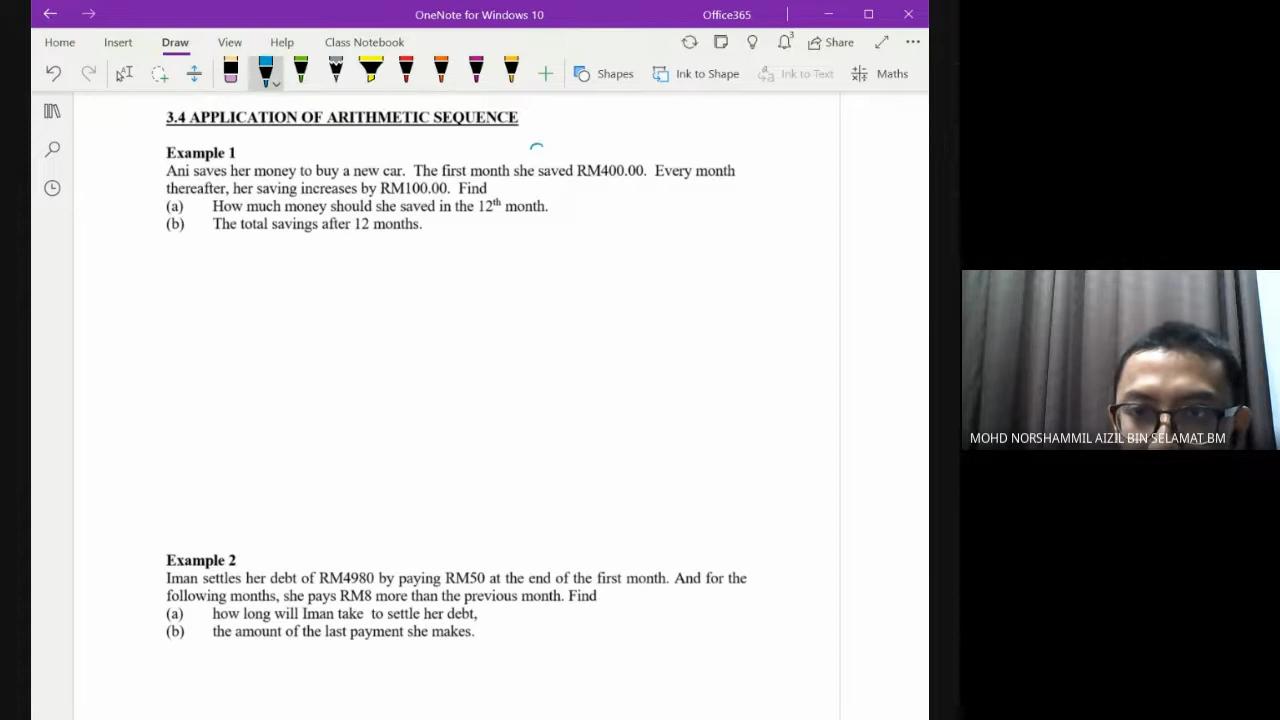 OneNote for Windows 10
Office365
Home Insert Draw View Help Class Notebook
3
Share
Shapes
Ink to Shape
Ink to Text
Maths
3.4 APPLICATION OF ARITHMETIC SEQUENCE
Example 1
Ani saves her money to buy a new car. The first month she saved RM400.00. Every month
thereafter, her saving increases by RM100.00. Find
(a) How much money should she saved in the 12th month.
(b) The total savings after 12 months.
Example 2
Iman settles her debt of RM4980 by paying RM50 at the end of the first month. And for the
following months, she pays RM8 more than the previous month. Find
(a) how long will Iman take to settle her debt,
(b) the amount of the last payment she makes.
MOHD NORSHAMMIL AIZIL BIN SELAMAT BM